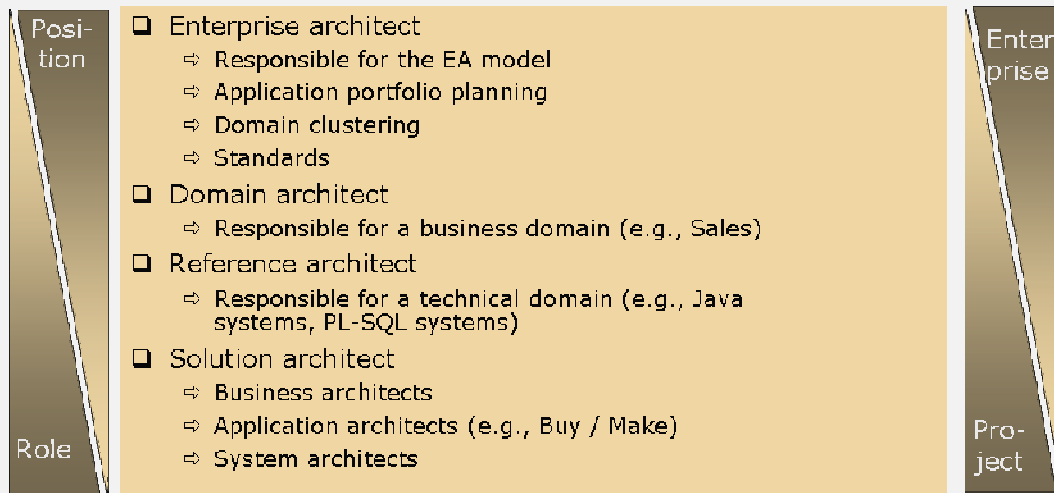 Posi-
tion
Enterprise architect
Responsible for the EA model
Application portfolio planning
Domain clustering
Standards
Domain architect
Responsible for a business domain (e.g., Sales)
Reference architect
Responsible for a technical domain (e.g., Java
systems, PL-SQL systems)
Solution architect
Business architects
Application architects (e.g., Buy / Make)
System architects
Role
Enter
prise
Pro-
ject